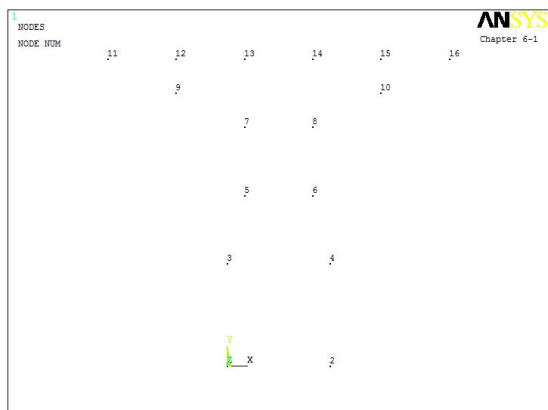 1
NODES
NODE NUM
ANSYS
Chapter 6-1
11 12 13 14 15 16
9 10
7 8
5 6
3 4
Y
Z X 2